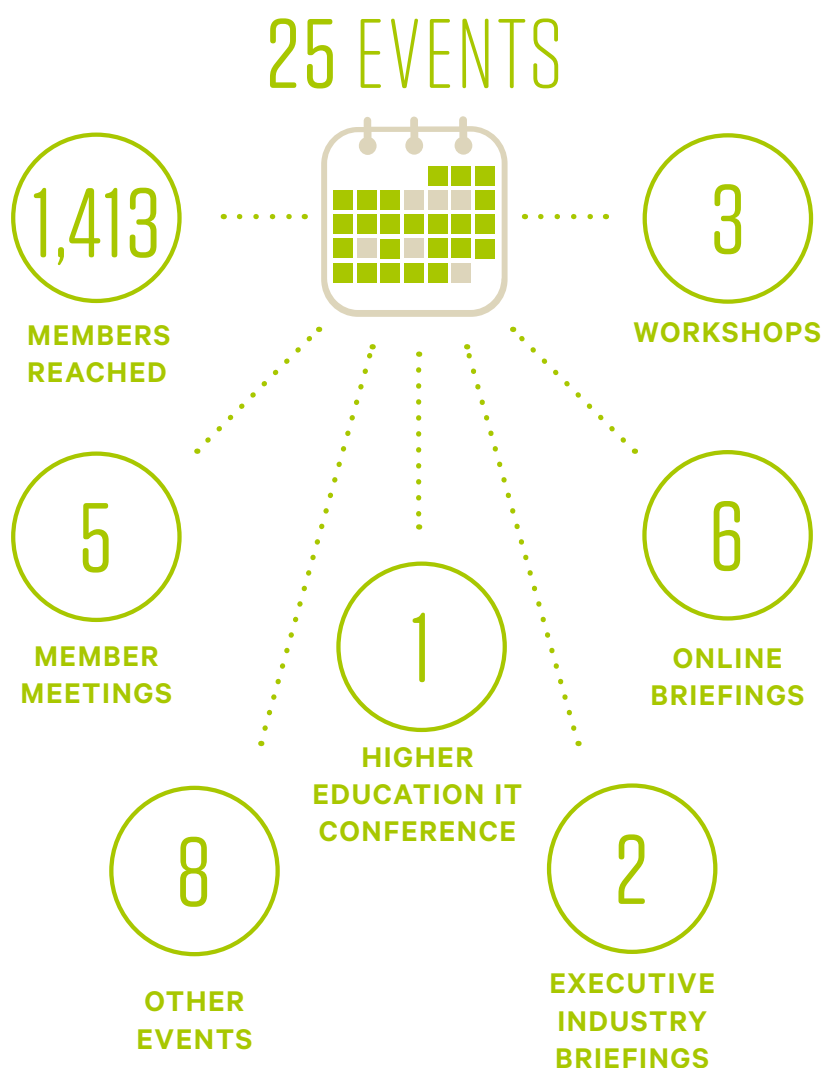 25 EVENTS
1,413
MEMBERS
REACHED
3
WORKSHOPS
5
MEMBER
MEETINGS
6
ONLINE
BRIEFINGS
1
HIGHER
EDUCATION IT
CONFERENCE
8
OTHER
EVENTS
2
EXECUTIVE
INDUSTRY
BRIEFINGS